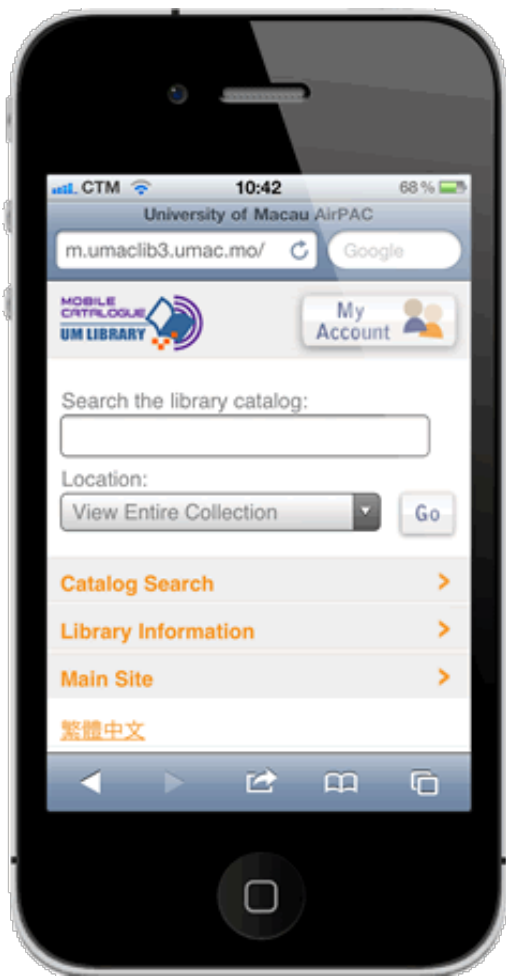 CTM 10:42 68%
University of Macau AirPAC
m.umaclib3.umac.mo/ Google
MOBILE
CATALOGUE
UM LIBRARY
My
Account
Search the library catalog:
Location:
View Entire Collection Go
Catalog Search
Library Information
Main Site
繁體中文